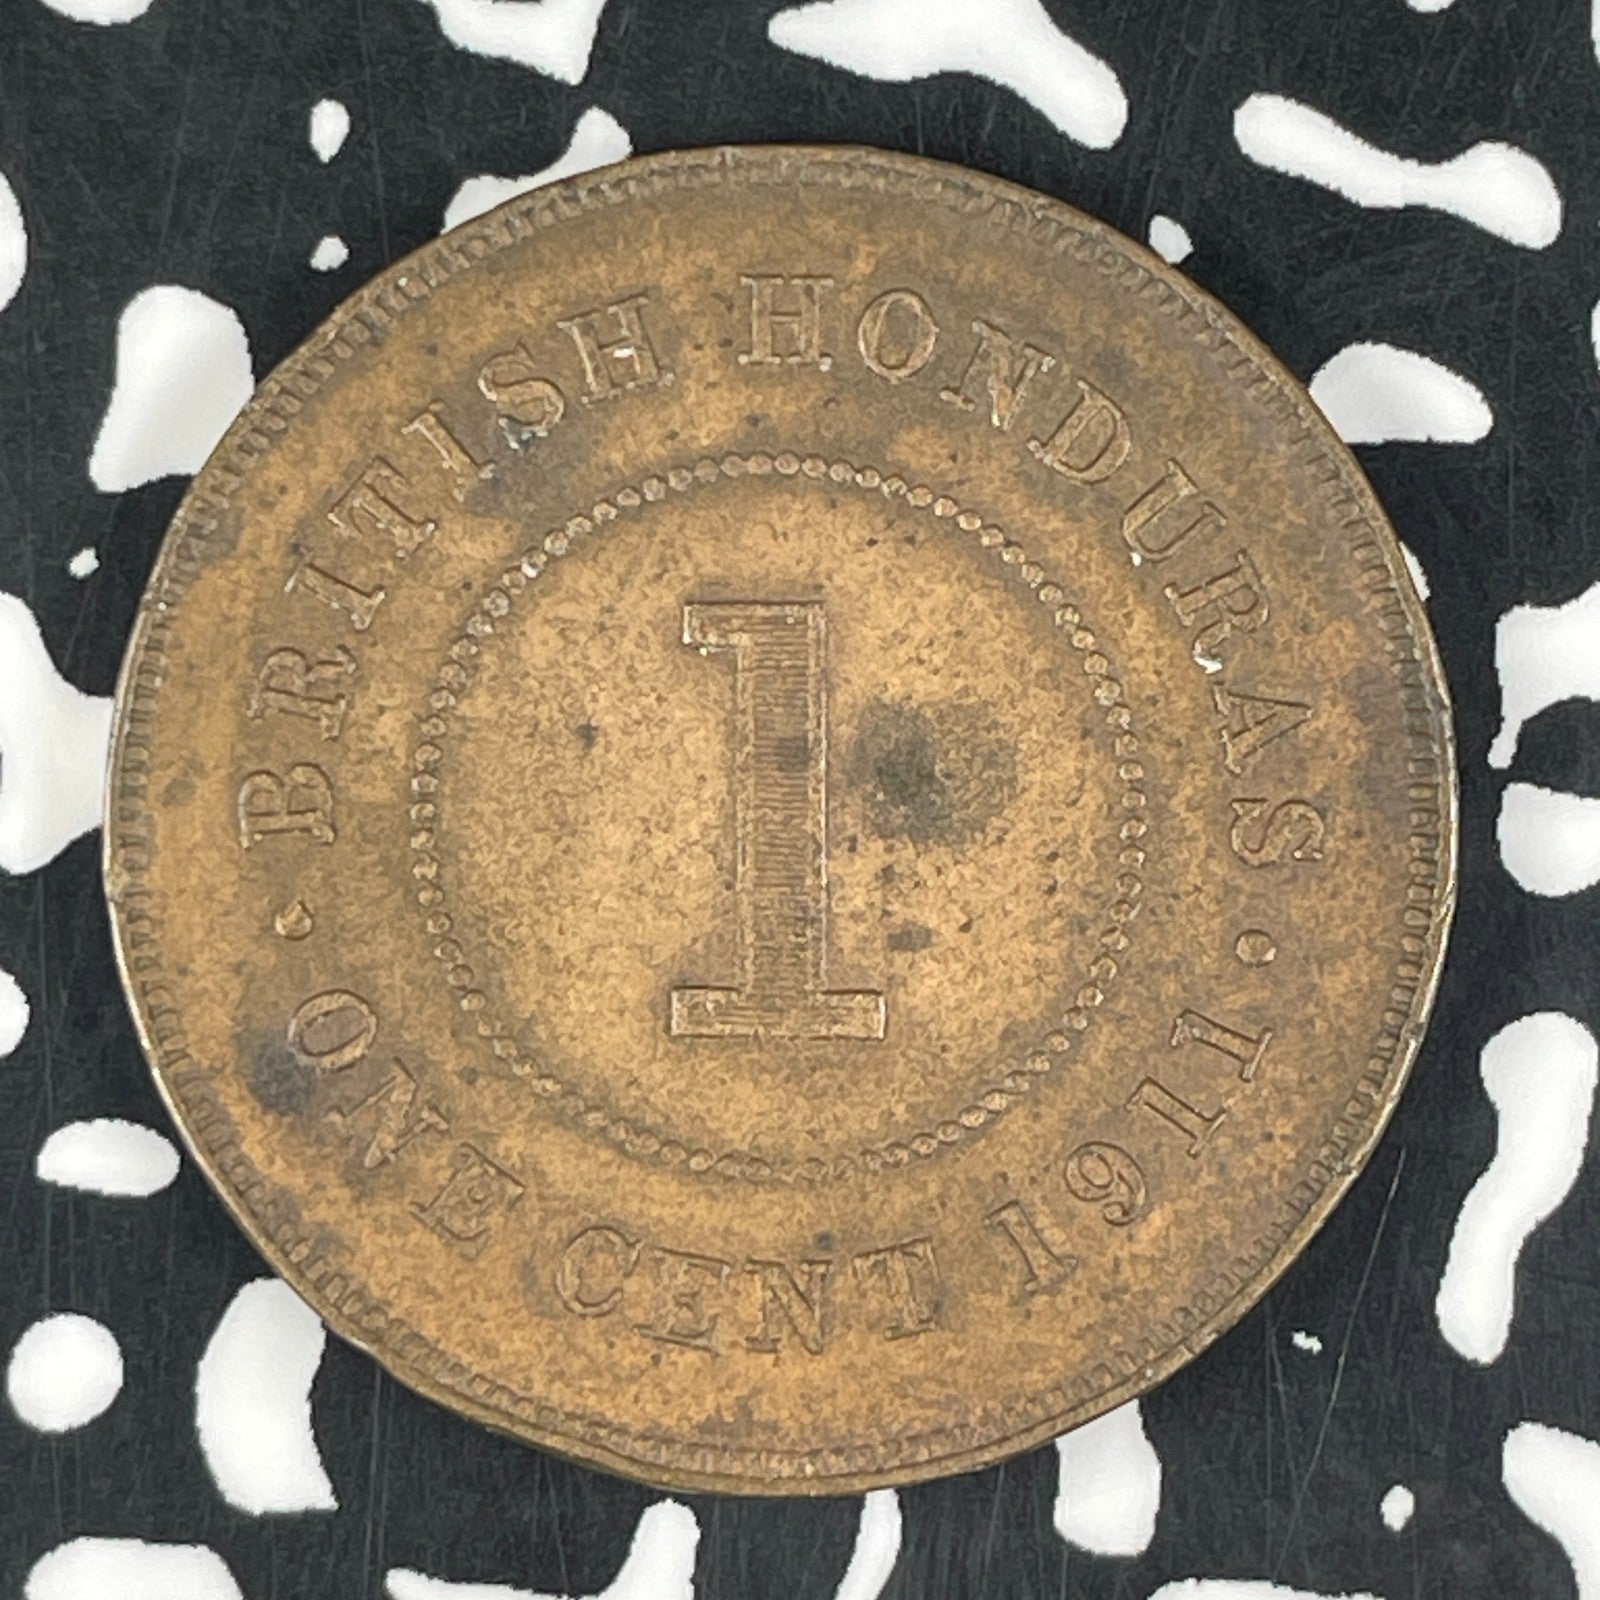 BRITISH HONDURAS
1
ONE CENT 1911